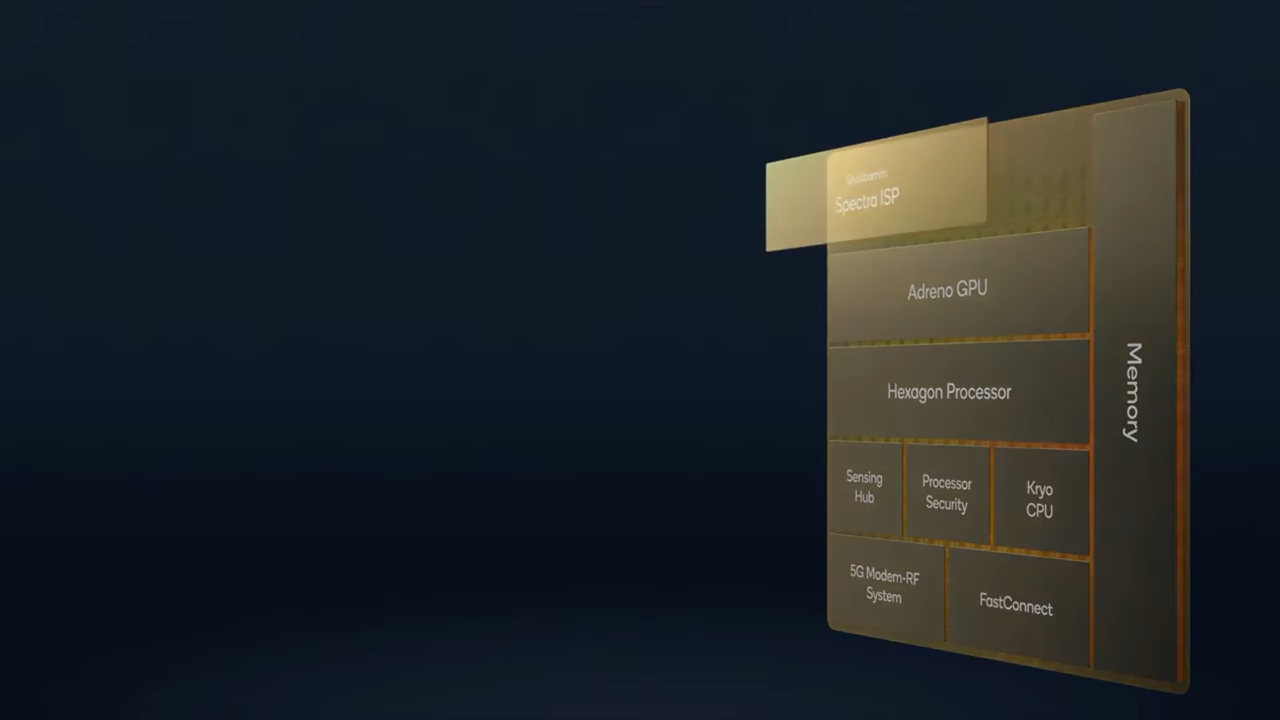 Qualcomm
Spectra ISP
Adreno GPU
Hexagon Processor
Sensing
Hub
Processor
Security
Kryo
CPU
5G Modem-RF
System
FastConnect
Memory